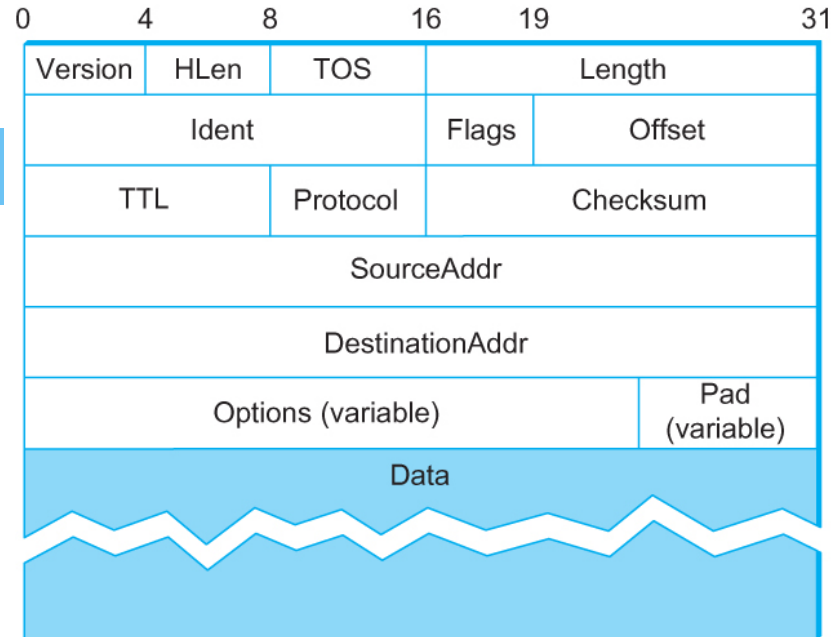 0 4 8 16 19 31
Version HLen TOS Length
Ident Flags Offset
TTL Protocol Checksum
SourceAddr
DestinationAddr
Options (variable) Pad
(variable)
Data